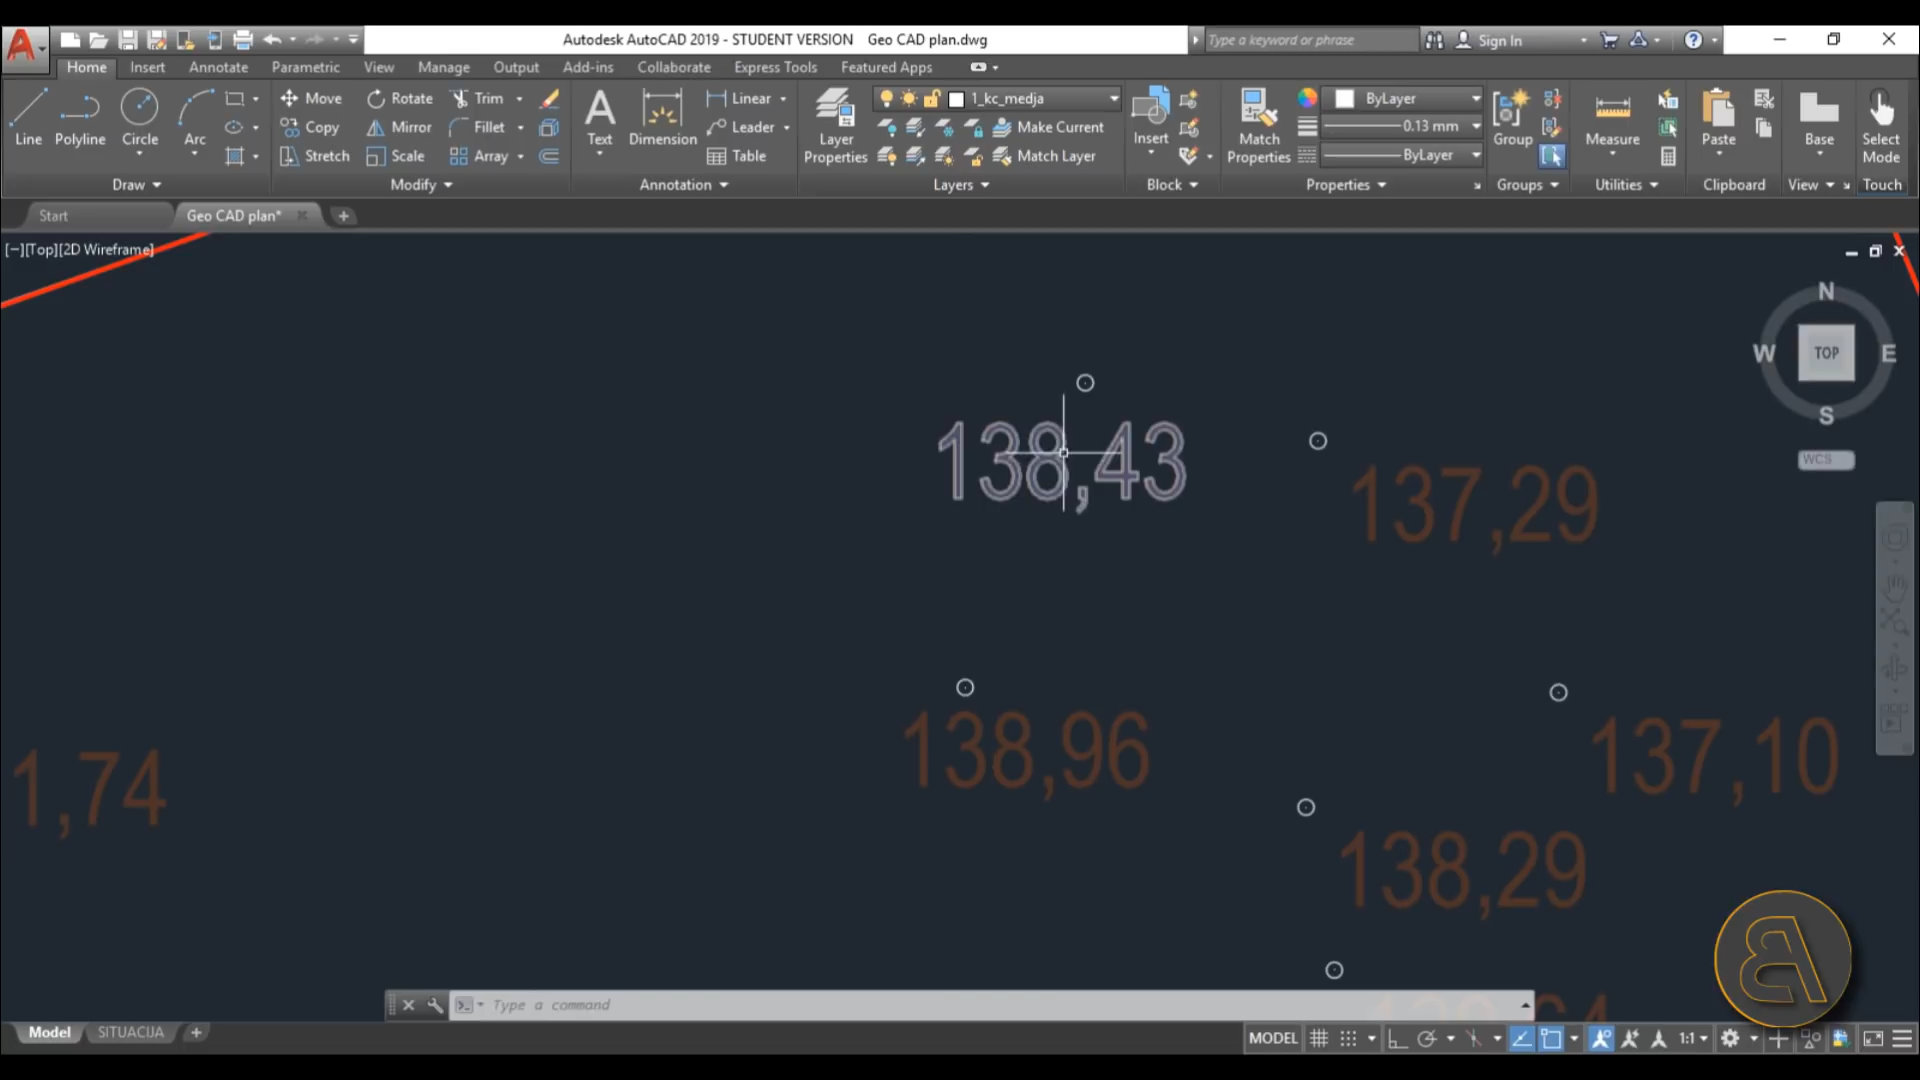 Autodesk AutoCAD 2019 - STUDENT VERSION Geo CAD plan.dwg
Type a keyword or phrase
Sign In
Home Insert Annotate Parametric View Manage Output Add-ins Collaborate Express Tools Featured Apps
Line Polyline Circle Arc
Move Rotate Trim
Copy Mirror Fillet
Stretch Scale Array
Text Dimension
Linear
Leader
Table
Layer Properties
1_kc_medja
Make Current
Match Layer
Insert
Match Properties
ByLayer
0.13 mm
ByLayer
Group
Measure
Paste
Base
Select Mode
Draw Modify Annotation Layers Block Properties Groups Utilities Clipboard View Touch
Start Geo CAD plan*
[−][Top][2D Wireframe]
N
W TOP E
S
WCS
138,43
137,29
138,96
137,10
1,74
138,29
Type a command
Model SITUACIJA
MODEL 1:1